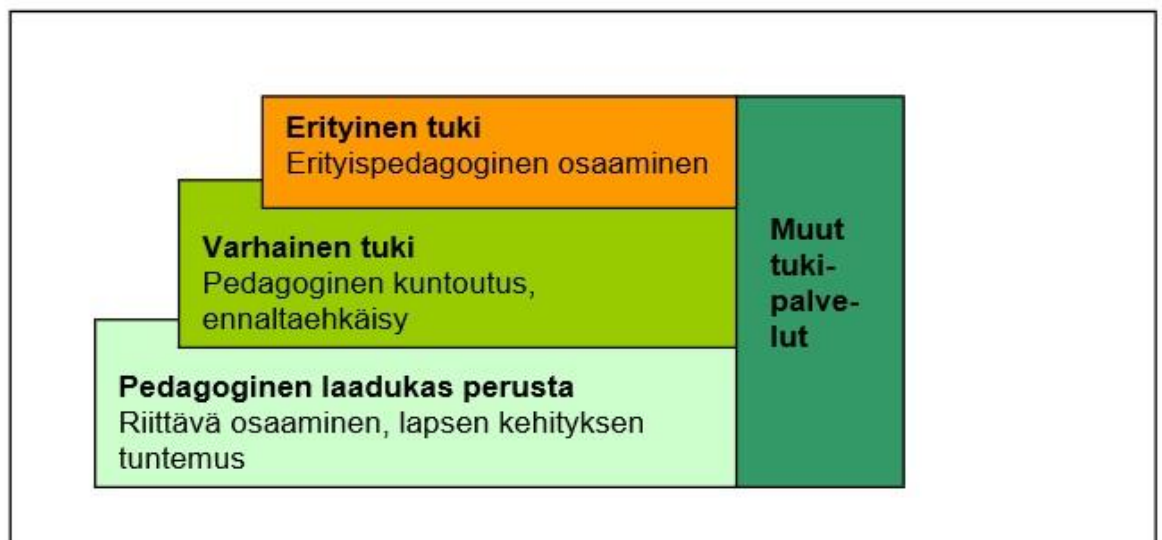 Erityinen tuki
Erityispedagoginen osaaminen
Varhainen tuki
Pedagoginen kuntoutus,
ennaltaehkäisy
Pedagoginen laadukas perusta
Riittävä osaaminen, lapsen kehityksen
tuntemus
Muut
tuki-
palve-
lut